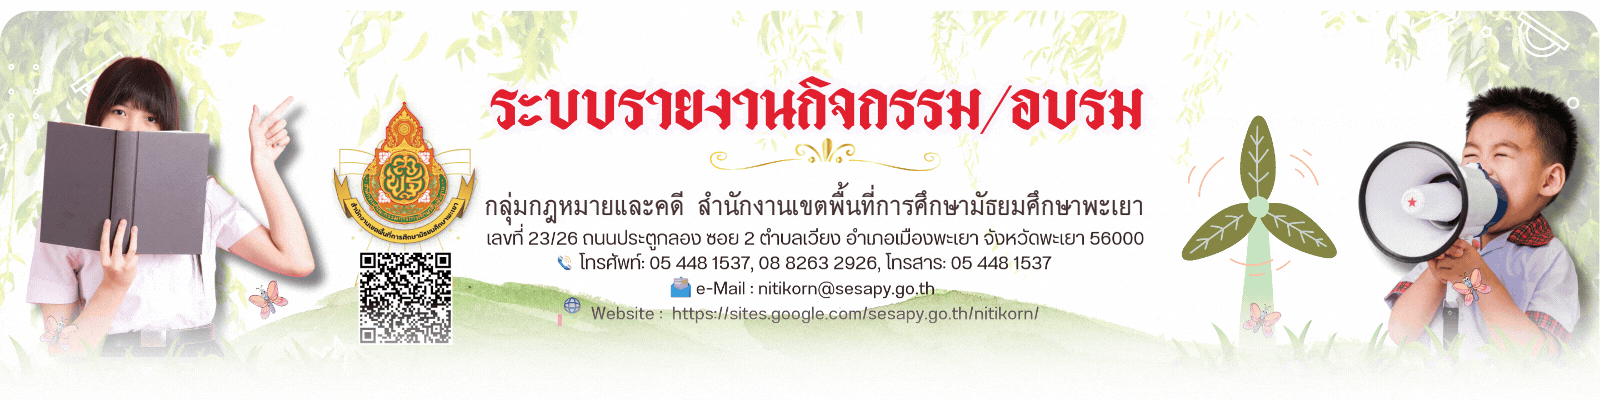 ระบบรายงานกิจกรรม/อบรม
กลุ่มกฎหมายและคดี สำนักงานเขตพื้นที่การศึกษามัธยมศึกษาพะเยา
เลขที่ 23/26 ถนนประตูกลอง ซอย 2 ตำบลเวียง อำเภอเมืองพะเยา จังหวัดพะเยา 56000
โทรศัพท์: 05 448 1537, 08 8263 2926, โทรสาร: 05 448 1537
e-Mail : nitikorn@sesapy.go.th
Website : https://sites.google.com/sesapy.go.th/nitikorn/
สำนักงานเขตพื้นที่การศึกษามัธยมศึกษาพะเยา